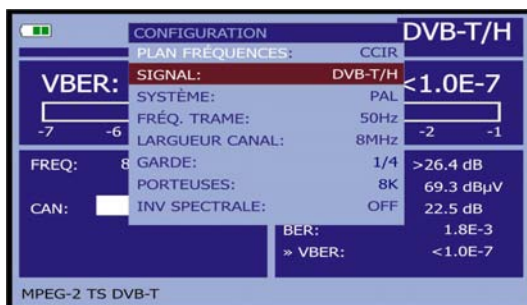 CONFIGURATION
DVB-T/H
PLAN FRÉQUENCES: CCIR
SIGNAL: DVB-T/H
VBER: <1.0E-7
SYSTÈME: PAL
FRÉQ. TRAME: 50Hz
-7 -6 -2 -1
LARGUEUR CANAL: 8MHz
FREQ: 8
GARDE: 1/4
>26.4 dB
PORTEUSES: 8K
69.3 dBµV
CAN:
INV SPECTRALE: OFF
22.5 dB
BER: 1.8E-3
» VBER: <1.0E-7
MPEG-2 TS DVB-T